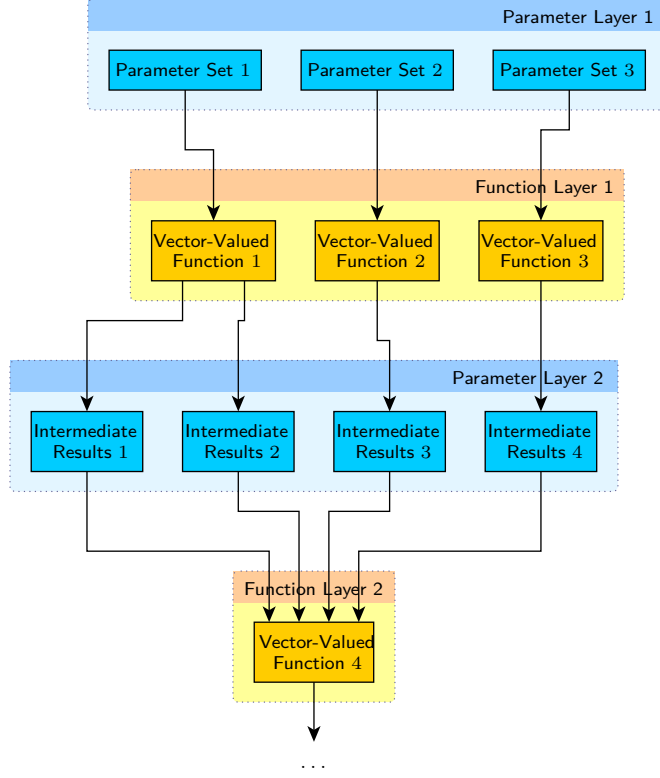 Parameter Layer 1
Parameter Set 1
Parameter Set 2
Parameter Set 3
Function Layer 1
Vector-Valued
Function 1
Vector-Valued
Function 2
Vector-Valued
Function 3
Parameter Layer 2
Intermediate
Results 1
Intermediate
Results 2
Intermediate
Results 3
Intermediate
Results 4
Function Layer 2
Vector-Valued
Function 4
...